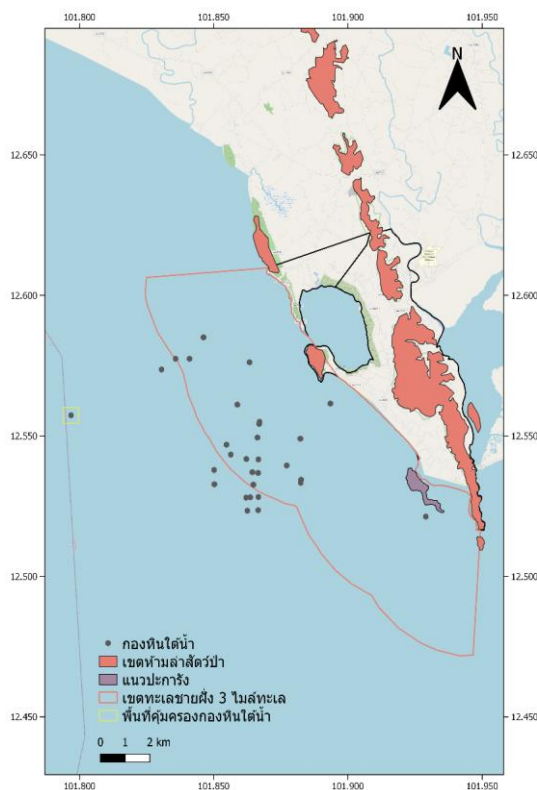 101.800 101.850 101.900 101.950
N
12.650 12.650
12.600 12.600
12.550 12.550
12.500 12.500
12.450 12.450
กองหินใต้น้ำ
เขตห้ามล่าสัตว์ป่า
แนวปะการัง
เขตทะเลชายฝั่ง 3 ไมล์ทะเล
พื้นที่คุ้มครองกองหินใต้น้ำ
0 1 2 km
101.800 101.850 101.900 101.950